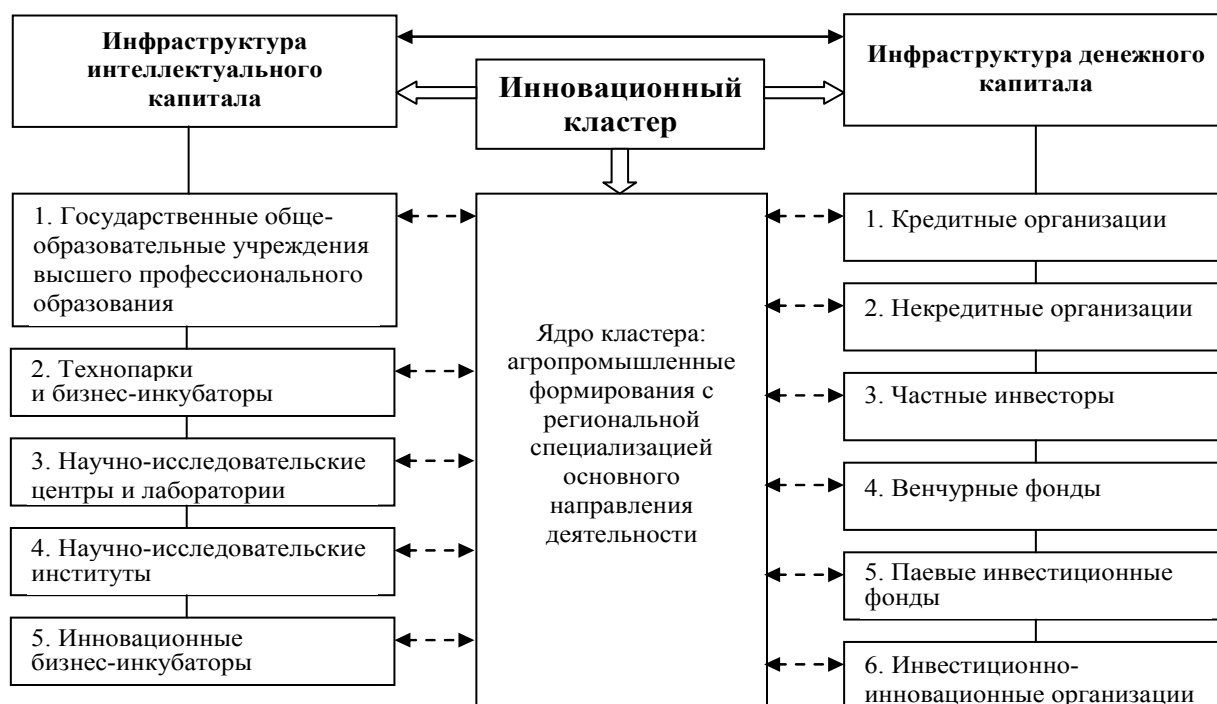 Инфраструктура
интеллектуального
капитала
Инновационный
кластер
Инфраструктура денежного
капитала
1. Государственные обще-
образовательные учреждения
высшего профессионального
образования
2. Технопарки
и бизнес-инкубаторы
3. Научно-исследовательские
центры и лаборатории
4. Научно-исследовательские
институты
5. Инновационные
бизнес-инкубаторы
Ядро кластера:
агропромышленные
формирования с
региональной
специализацией
основного
направления
деятельности
1. Кредитные организации
2. Некредитные организации
3. Частные инвесторы
4. Венчурные фонды
5. Паевые инвестиционные
фонды
6. Инвестиционно-
инновационные организации